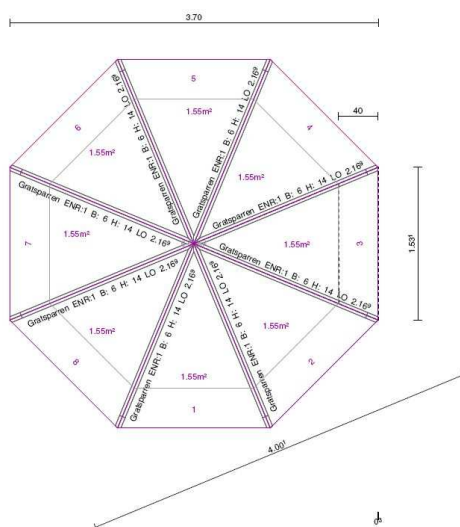 3.70
5
Gratsparren ENR:1 B: 6 H: 14 LO 2.16⁹
Gratsparren ENR:1 B: 6 H: 14 LO 2.16⁹
1.55m²
6
4
40
1.55m²
1.55m²
Gratsparren ENR:1 B: 6 H: 14 LO 2.16⁹
Gratsparren ENR:1 B: 6 H: 14 LO 2.16⁹
7
1.55m²
1.55m²
3
1.53¹
Gratsparren ENR:1 B: 6 H: 14 LO 2.16⁹
Gratsparren ENR:1 B: 6 H: 14 LO 2.16⁹
Gratsparren ENR:1 B: 6 H: 14 LO 2.16⁹
Gratsparren ENR:1 B: 6 H: 14 LO 2.16⁹
1.55m²
1.55m²
8
2
1.55m²
1
4.00¹